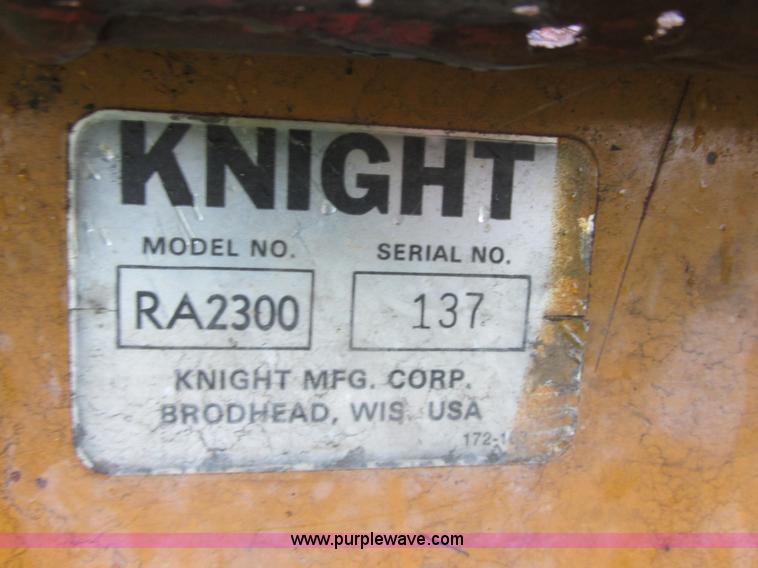 KNIGHT
MODEL NO. SERIAL NO.
RA2300 137
KNIGHT MFG. CORP.
BRODHEAD, WIS. USA
www.purplewave.com